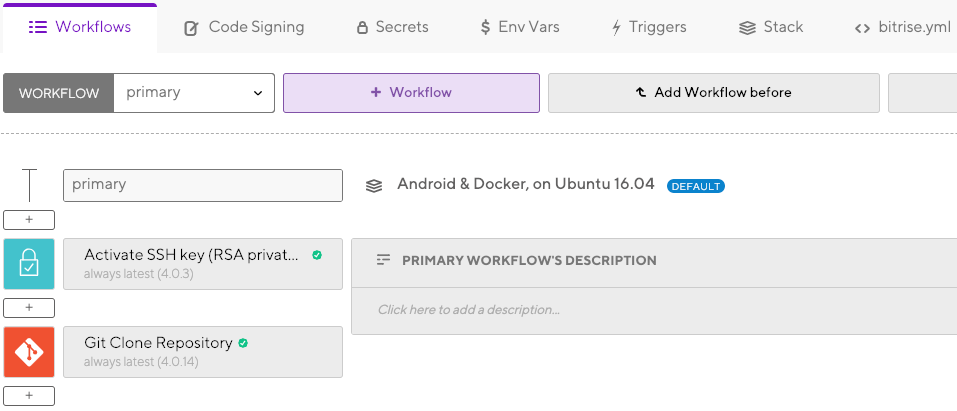 Workflows
Code Signing
Secrets
$ Env Vars
Triggers
Stack
<> bitrise.yml
WORKFLOW
primary
+ Workflow
Add Workflow before
primary
Android & Docker, on Ubuntu 16.04
DEFAULT
+
Activate SSH key (RSA privat...
always latest (4.0.3)
PRIMARY WORKFLOW'S DESCRIPTION
Click here to add a description...
+
Git Clone Repository
always latest (4.0.14)
+